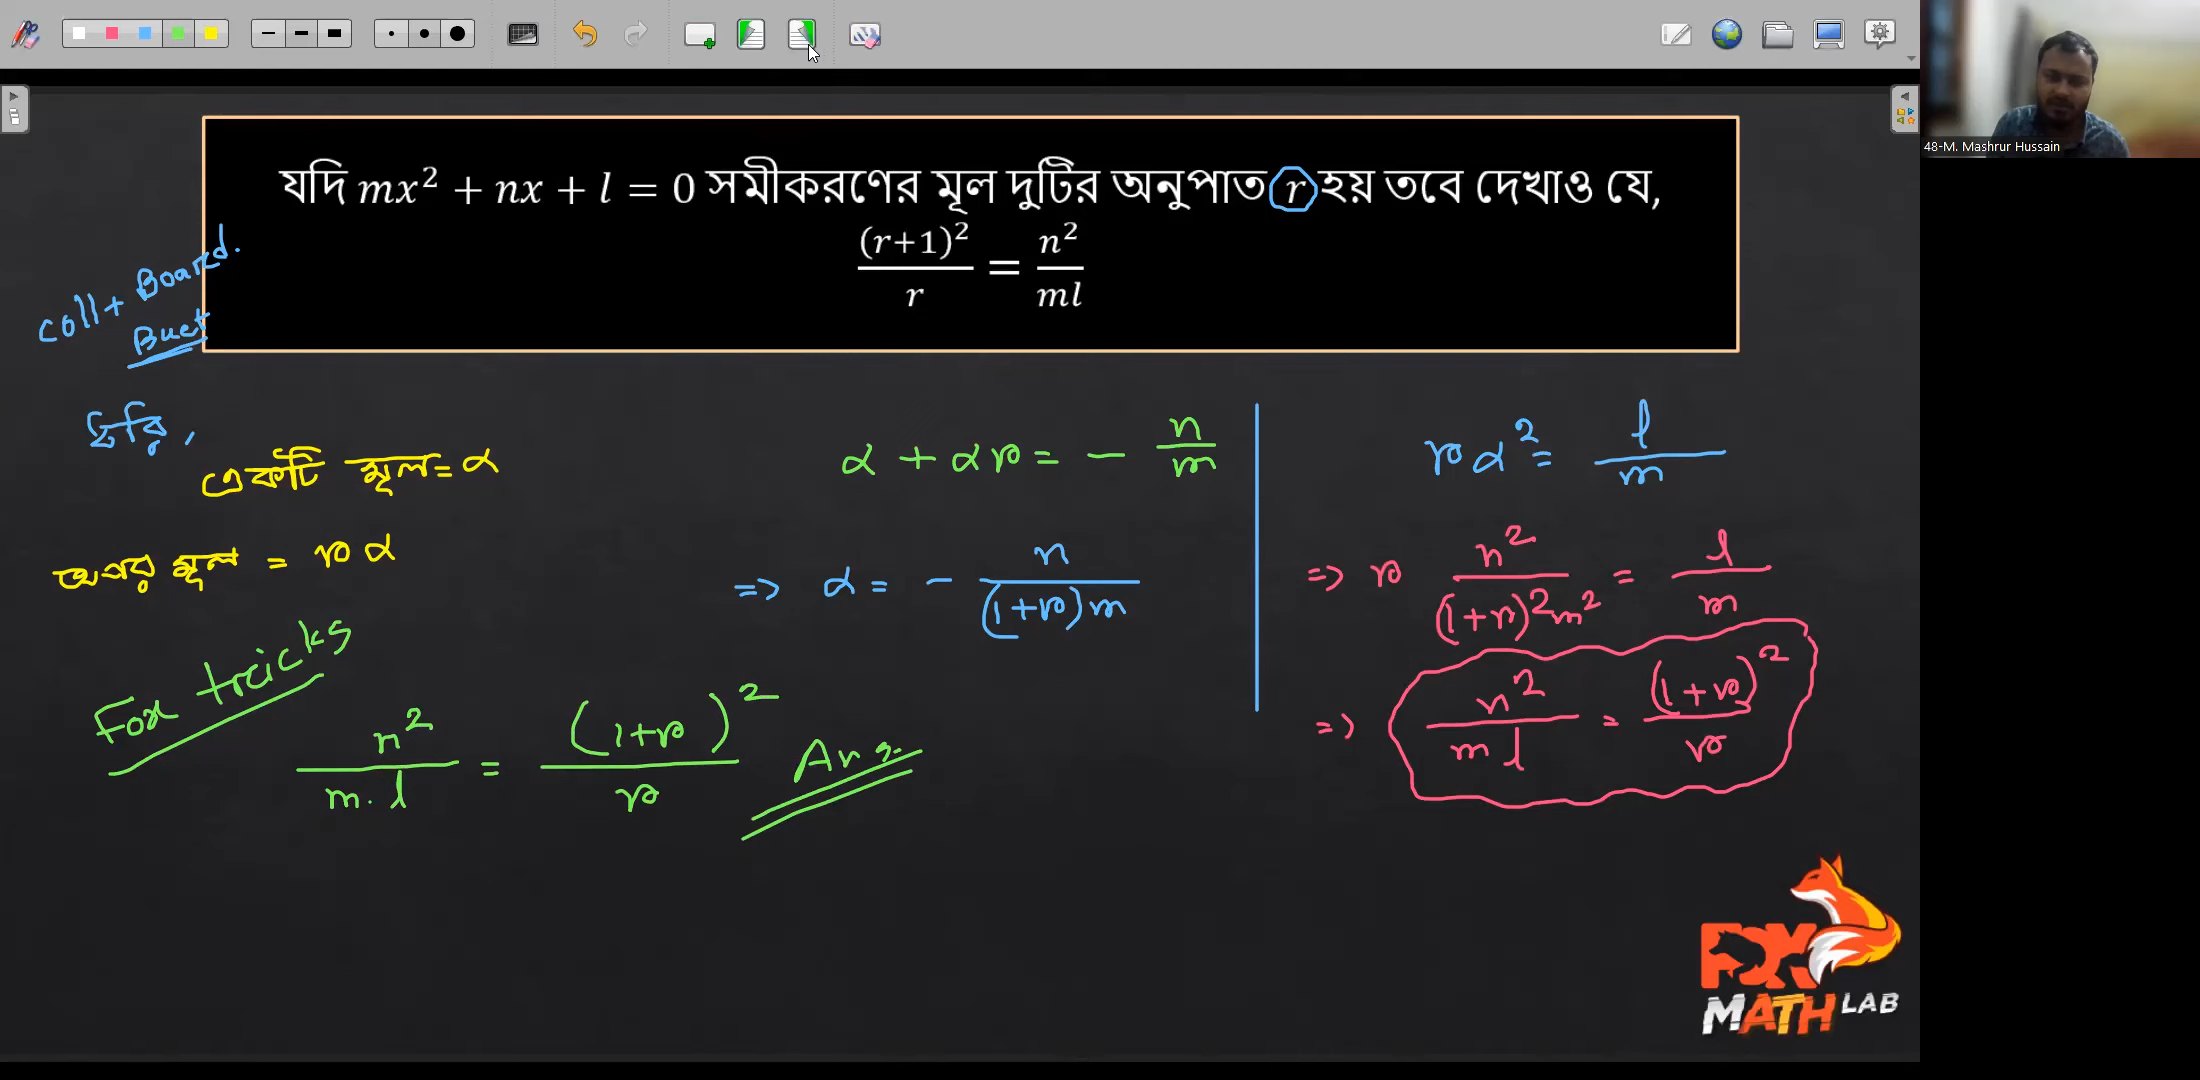 48-M. Mashrur Hussain
যদি mx² + nx + l = 0 সমীকরণের মূল দুটির অনুপাত r হয় তবে দেখাও যে,
(r+1)²/r = n²/ml
Coll + Board.
Buet
ধরি,
একটি মূল = α
অপর মূল = rα
α + αr = - n/m
=> α = - n/((1+r)m)
rα² = l/m
=> r n²/((1+r)²m²) = l/m
=> n²/(m l) = (1+r)²/r
Fox tricks
n²/(m.l) = (1+r)²/r Ans.
FOX
MATH LAB